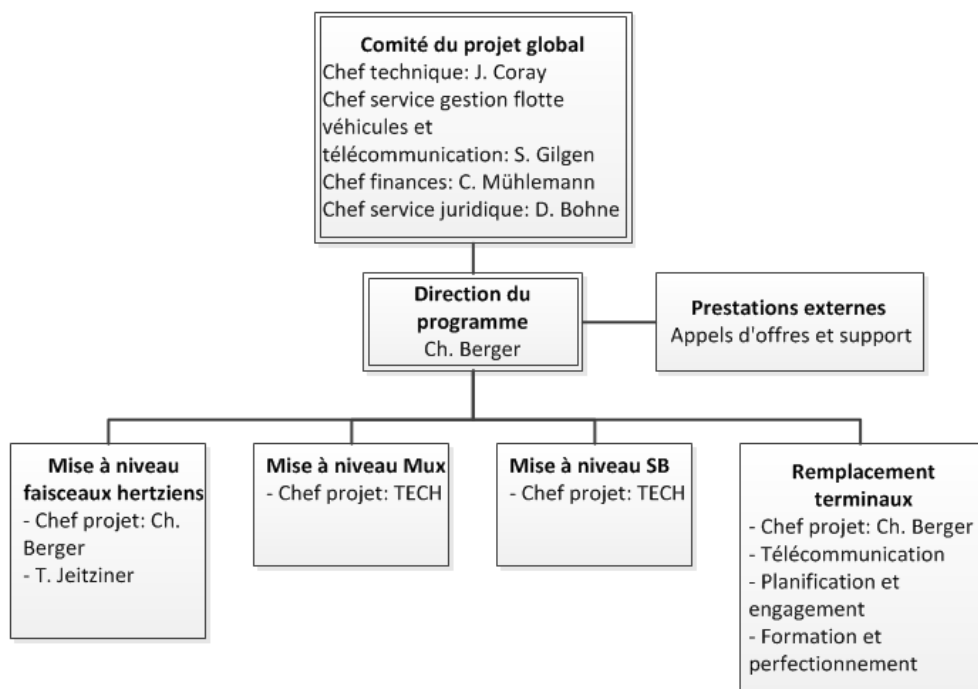 Comité du projet global
Chef technique: J. Coray
Chef service gestion flotte
véhicules et
télécommunication: S. Gilgen
Chef finances: C. Mühlemann
Chef service juridique: D. Bohne
Direction du
programme
Ch. Berger
Prestations externes
Appels d'offres et support
Mise à niveau
faisceaux hertziens
- Chef projet: Ch.
Berger
- T. Jeitziner
Mise à niveau Mux
- Chef projet: TECH
Mise à niveau SB
- Chef projet: TECH
Remplacement
terminaux
- Chef projet: Ch. Berger
- Télécommunication
- Planification et
engagement
- Formation et
perfectionnement